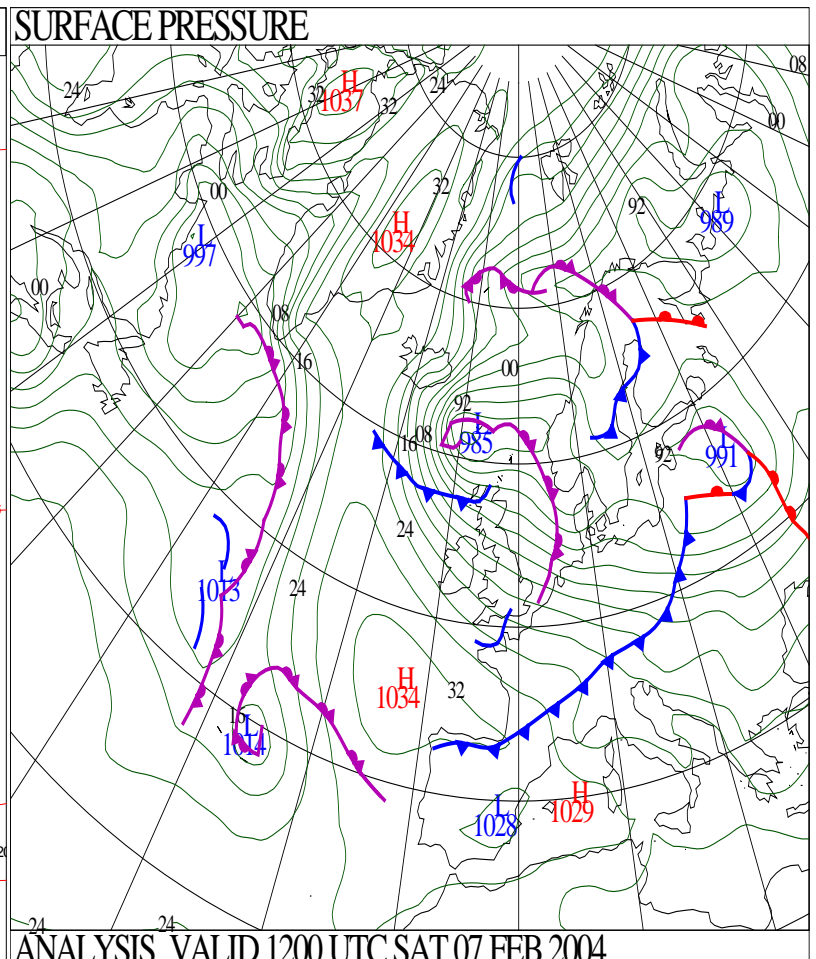 SURFACE PRESSURE
08
24
H
1037
32
32
24
00
32
00
92
L
989
H
1034
L
997
00
08
16
00
92
L
985
16
08
92
L
991
24
L
1013
24
H
1034
32
16
L
1014
L
1028
H
1029
24
24
ANALYSIS VALID 1200 UTC SAT 07 FEB 2004